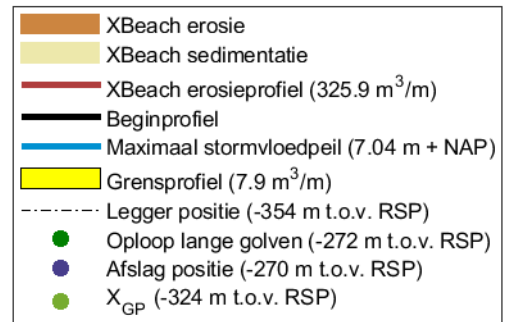 XBeach erosie
XBeach sedimentatie
XBeach erosieprofiel (325.9 m³/m)
Beginprofiel
Maximaal stormvloedpeil (7.04 m + NAP)
Grensprofiel (7.9 m³/m)
Legger positie (-354 m t.o.v. RSP)
Oploop lange golven (-272 m t.o.v. RSP)
Afslag positie (-270 m t.o.v. RSP)
X_GP (-324 m t.o.v. RSP)